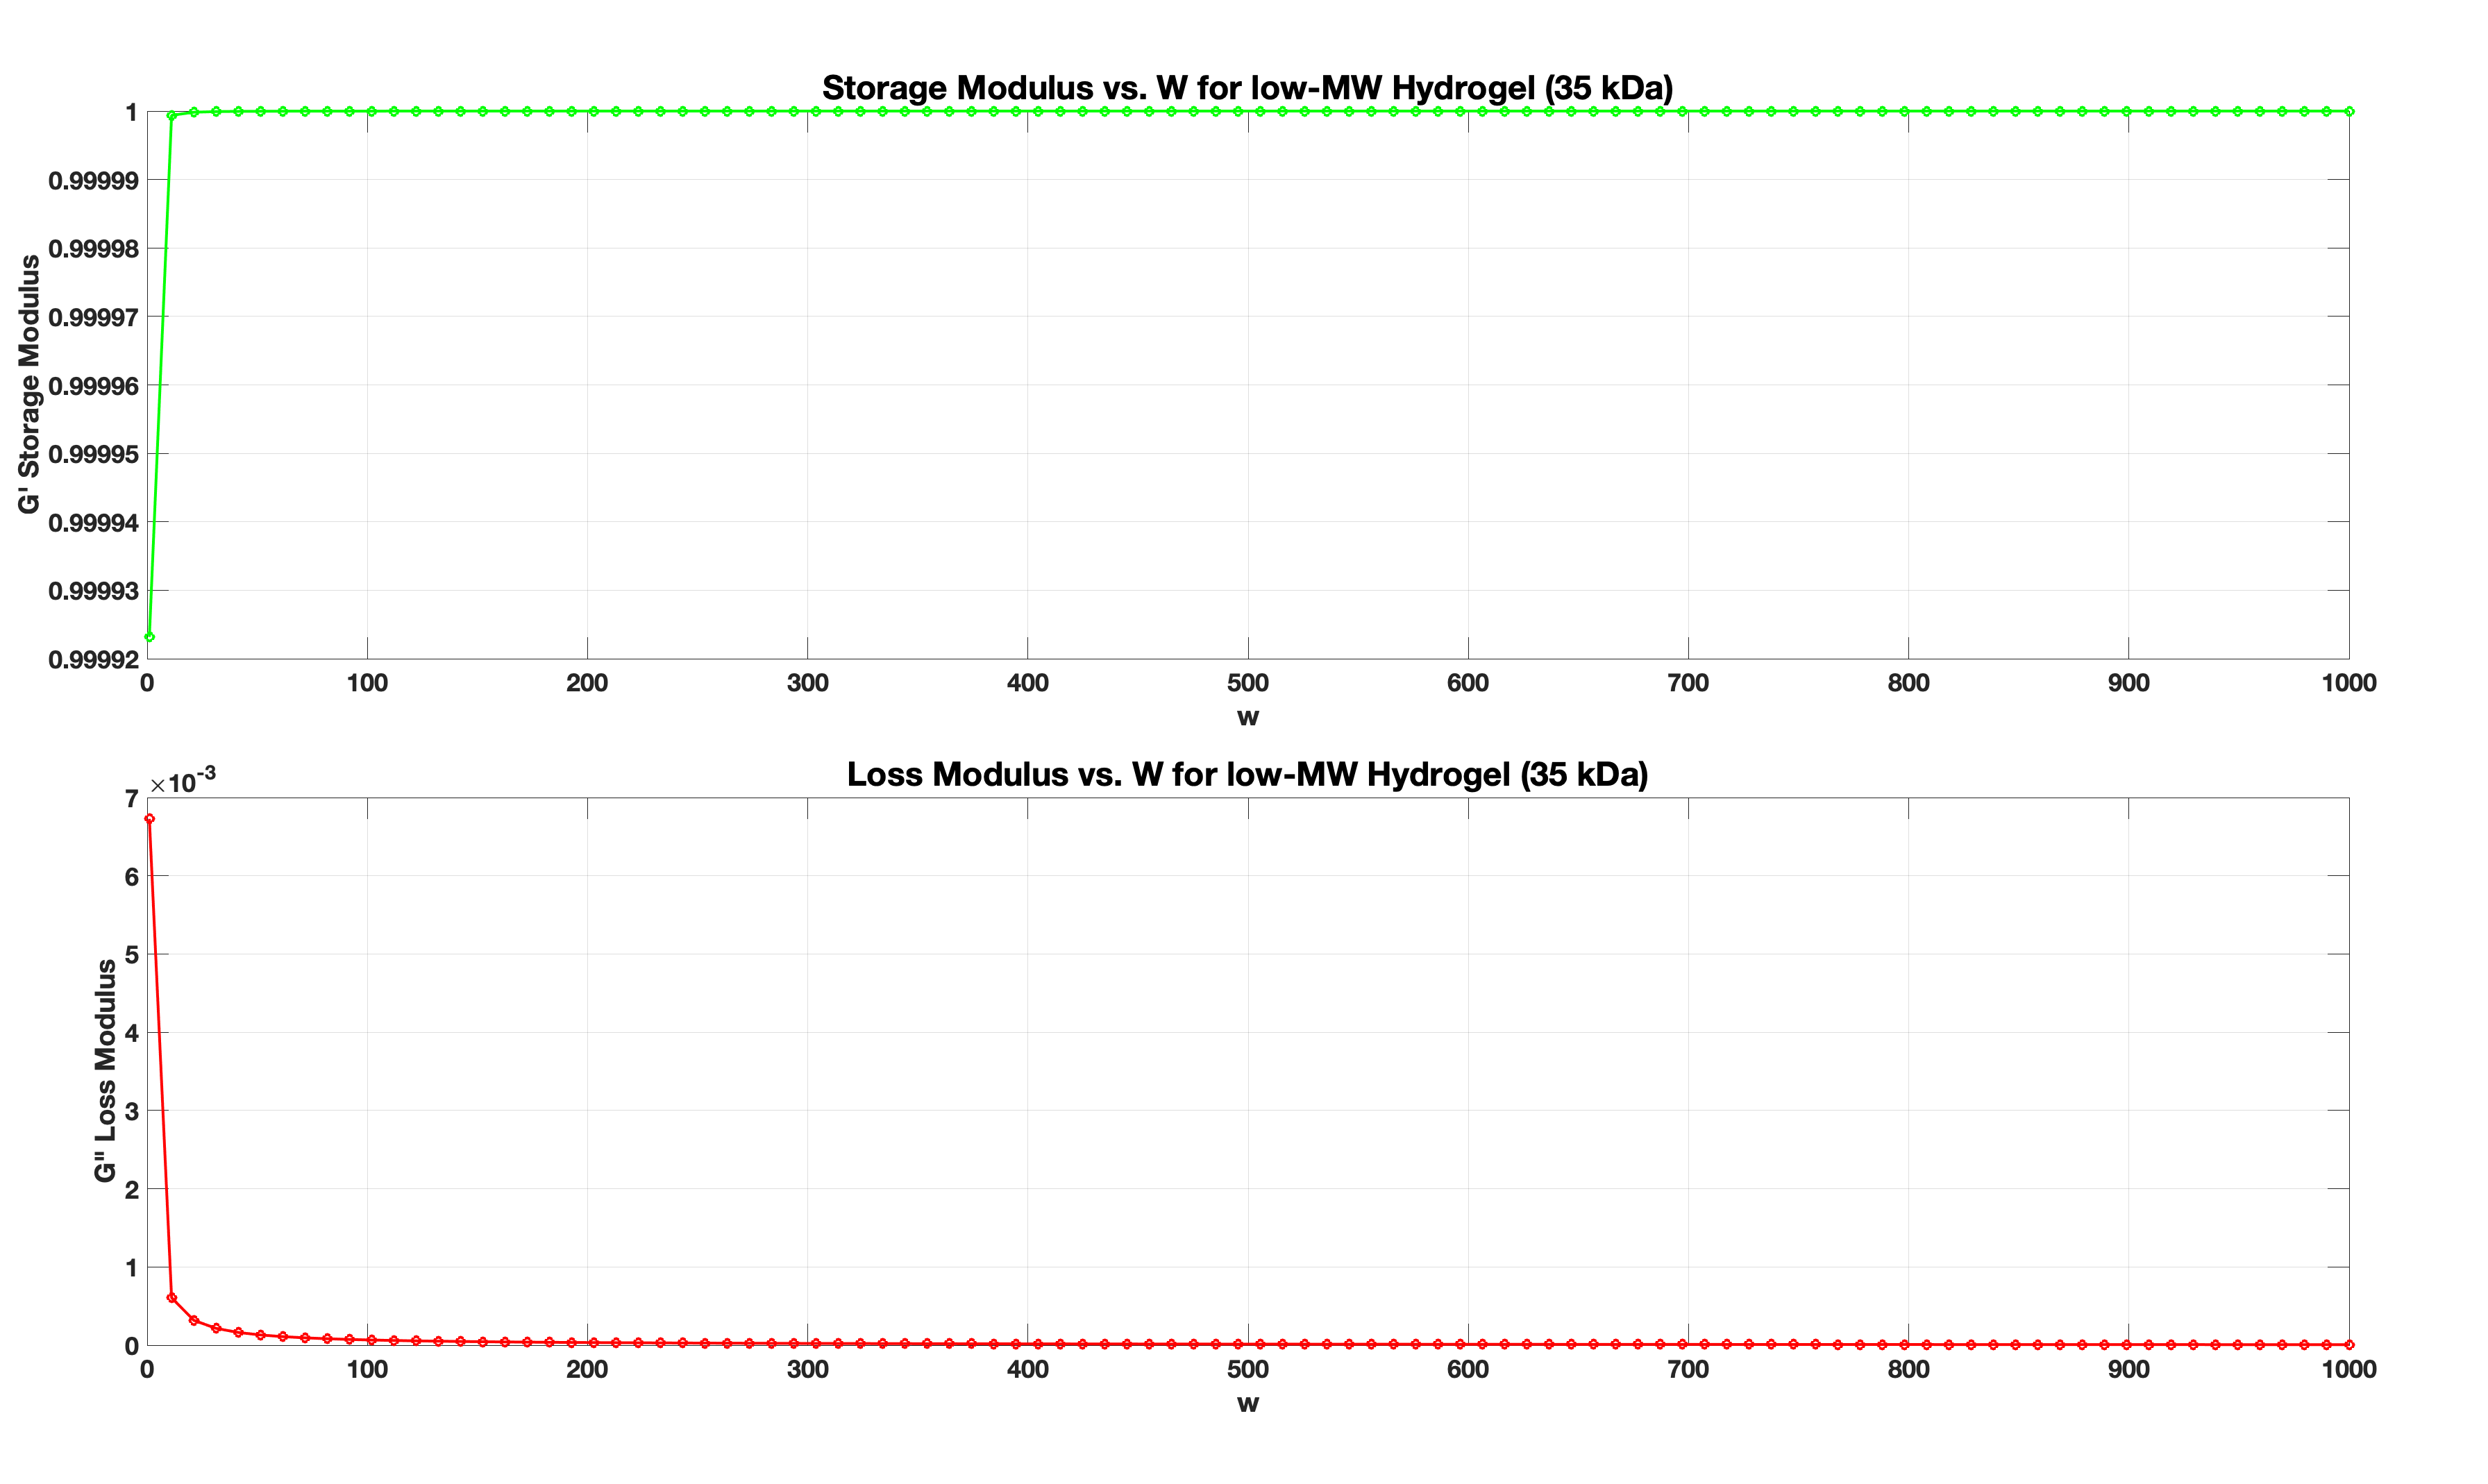 Storage Modulus vs. W for low-MW Hydrogel (35 kDa)
1
0.99999
0.99998
0.99997
0.99996
0.99995
0.99994
0.99993
0.99992
G' Storage Modulus
0 100 200 300 400 500 600 700 800 900 1000
w
Loss Modulus vs. W for low-MW Hydrogel (35 kDa)
×10-3
7
6
5
4
3
2
1
0
G" Loss Modulus
0 100 200 300 400 500 600 700 800 900 1000
w